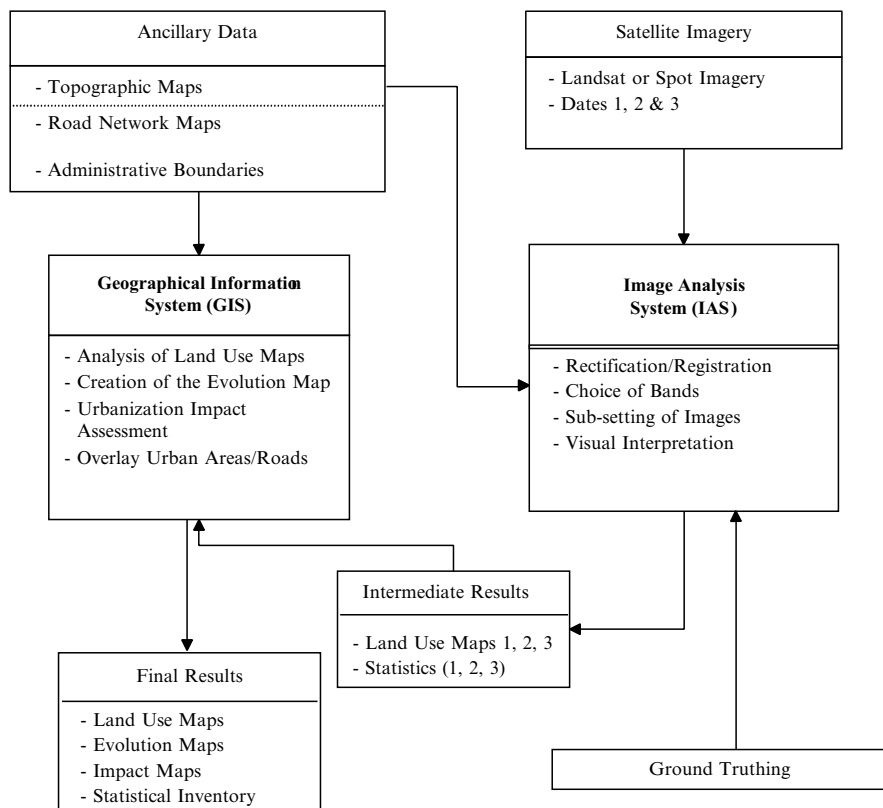 Ancillary Data
- Topographic Maps
- Road Network Maps
- Administrative Boundaries
Satellite Imagery
- Landsat or Spot Imagery
- Dates 1, 2 & 3
Geographical Information
System (GIS)
- Analysis of Land Use Maps
- Creation of the Evolution Map
- Urbanization Impact
Assessment
- Overlay Urban Areas/Roads
Image Analysis
System (IAS)
- Rectification/Registration
- Choice of Bands
- Sub-setting of Images
- Visual Interpretation
Intermediate Results
- Land Use Maps 1, 2, 3
- Statistics (1, 2, 3)
Final Results
- Land Use Maps
- Evolution Maps
- Impact Maps
- Statistical Inventory
Ground Truthing